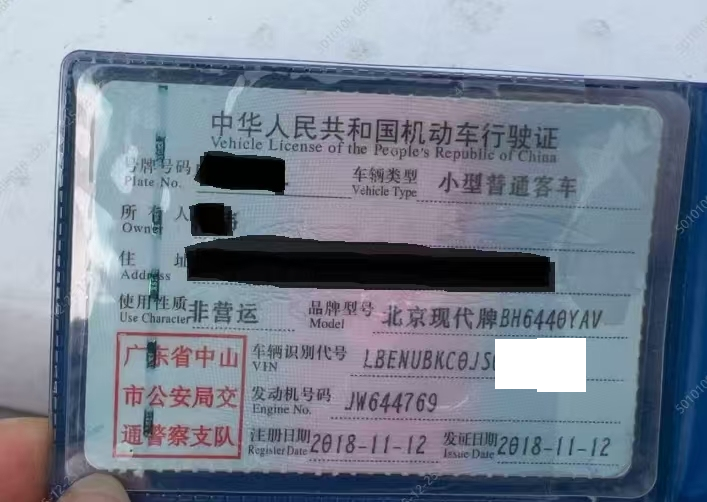 中华人民共和国机动车行驶证
Vehicle License of the People's Republic of China
号牌号码 车辆类型 小型普通客车
Plate No. Vehicle Type
所有人
Owner
住址
Address
使用性质 非营运 品牌型号 北京现代牌BH6440YAV
Use Character Model
广东省中山 车辆识别代号 LBENUBKC0JS
VIN
市公安局交 发动机号码 JW644769
Engine No.
通警察支队 注册日期 2018-11-12 发证日期 2018-11-12
Register Date Issue Date